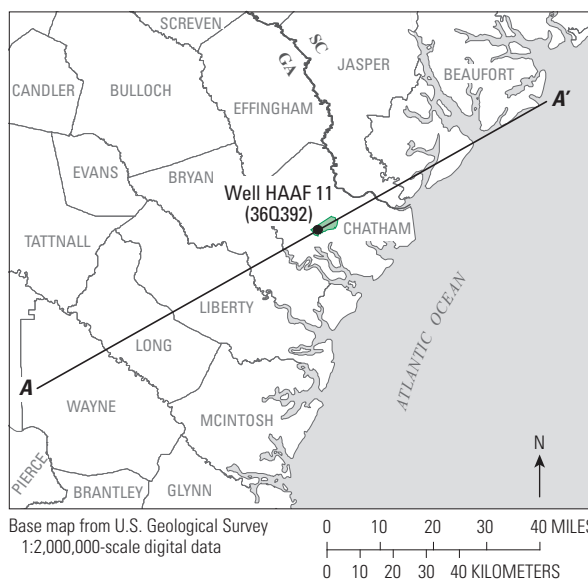 SCREVEN
SC
GA
JASPER
BEAUFORT
CANDLER
BULLOCH
EFFINGHAM
A′
EVANS
BRYAN
Well HAAF 11
(36Q392)
CHATHAM
TATTNALL
LIBERTY
LONG
ATLANTIC OCEAN
A
WAYNE
MCINTOSH
N
PIERCE
BRANTLEY
GLYNN
Base map from U.S. Geological Survey
1:2,000,000-scale digital data
0 10 20 30 40 MILES
0 10 20 30 40 KILOMETERS